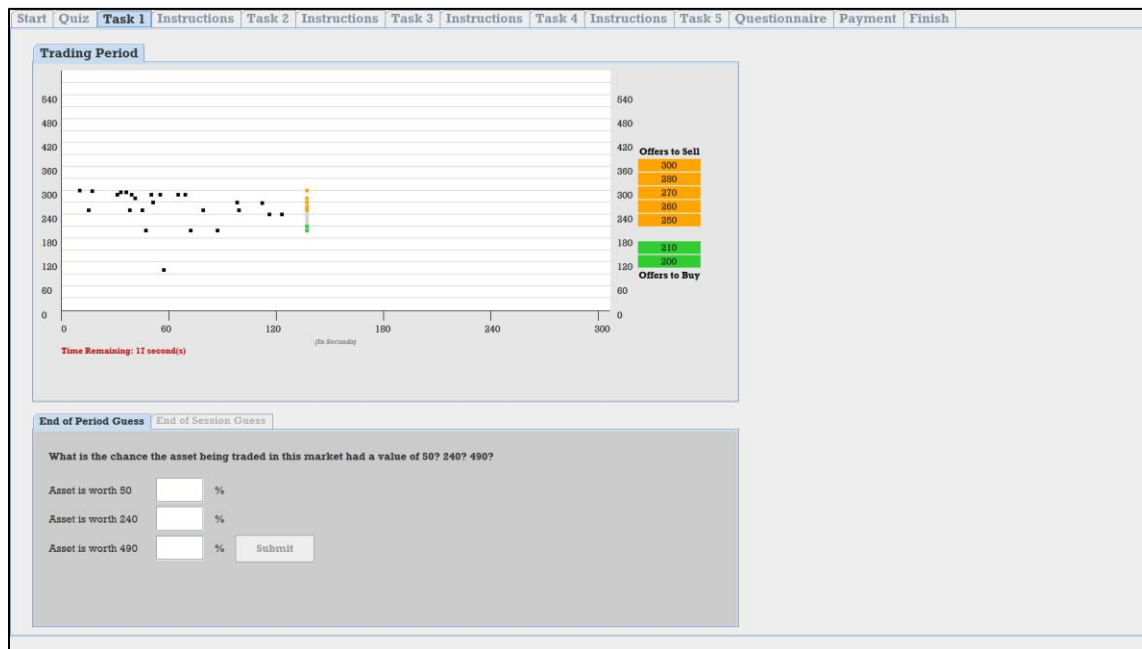 Start Quiz Task 1 Instructions Task 2 Instructions Task 3 Instructions Task 4 Instructions Task 5 Questionnaire Payment Finish
Trading Period
540 540
480 480
420 420 Offers to Sell
300
360 360
280
300 300 270
260
240 240 250
180 180 210
200
120 120 Offers to Buy
60 60
0 0
0 60 120 180 240 300
(In Seconds)
Time Remaining: 17 second(s)
End of Period Guess End of Session Guess
What is the chance the asset being traded in this market had a value of 50? 240? 490?
Asset is worth 50 %
Asset is worth 240 %
Asset is worth 490 % Submit